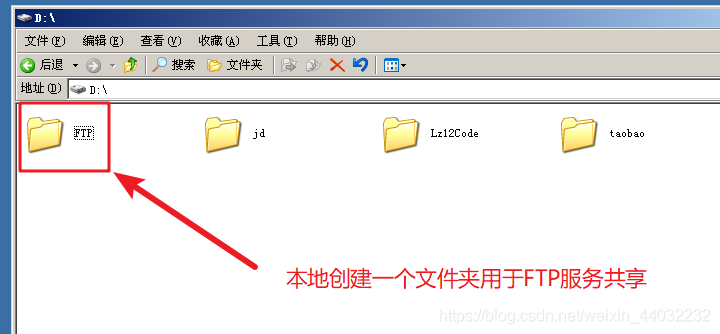 D:\
文件(F) 编辑(E) 查看(V) 收藏(A) 工具(T) 帮助(H)
后退 搜索 文件夹
地址(D) D:\
FTP jd Lz12Code taobao
本地创建一个文件夹用于FTP服务共享
https://blog.csdn.net/weixin_44032232